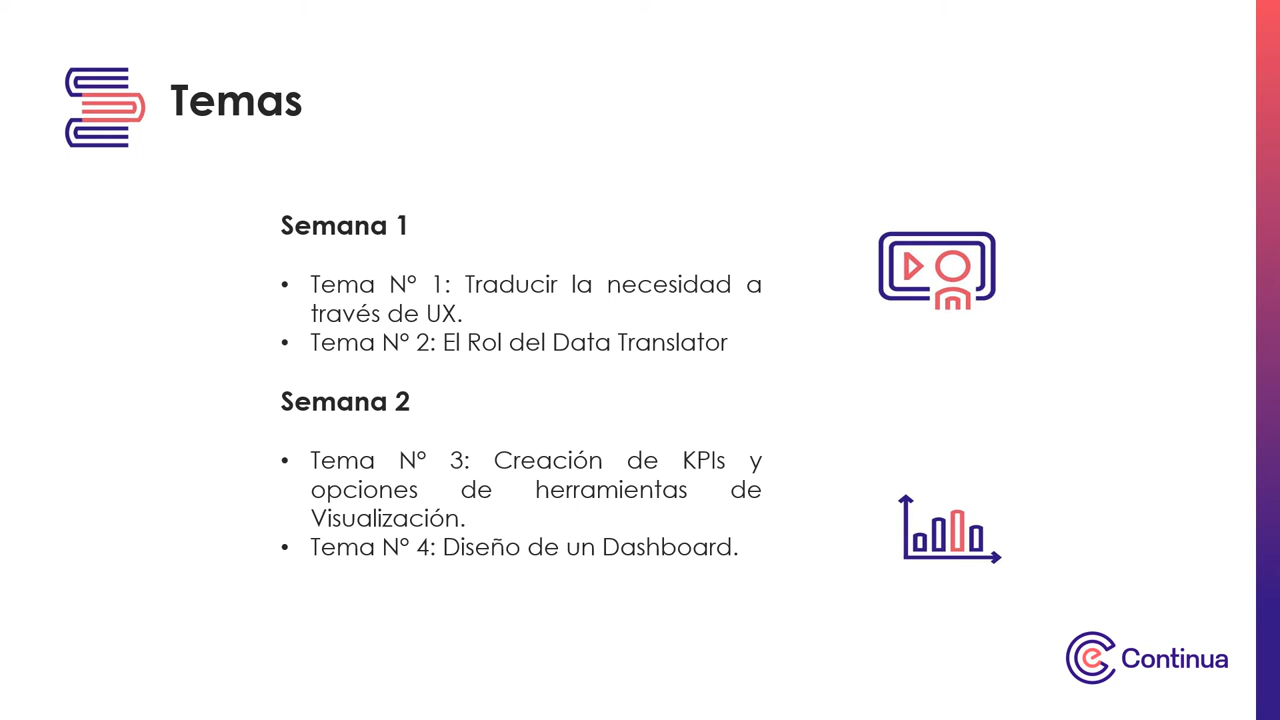 Temas
Semana 1
• Tema N° 1: Traducir la necesidad a
través de UX.
• Tema N° 2: El Rol del Data Translator
Semana 2
• Tema N° 3: Creación de KPIs y
opciones de herramientas de
Visualización.
• Tema N° 4: Diseño de un Dashboard.
e Continua